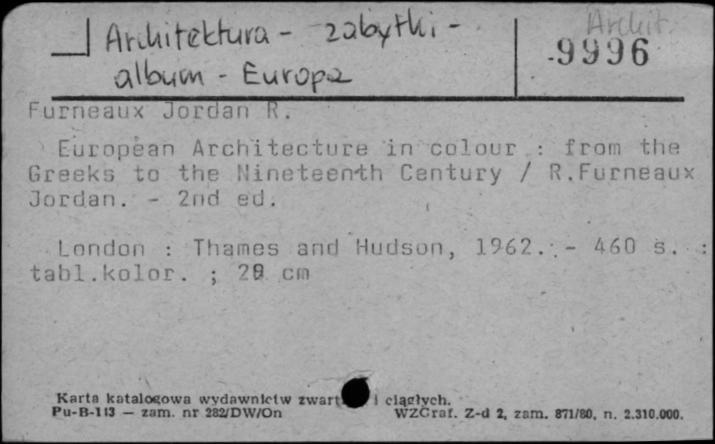 Architektura - zabytki -
album - Europa
Archit.
9996
Furneaux Jordan R.
European Architecture in colour : from the
Greeks to the Nineteenth Century / R.Furneaux
Jordan. - 2nd ed.
London : Thames and Hudson, 1962. - 460 s. :
tabl.kolor. ; 28 cm
Karta katalogowa wydawnictw zwart i ciągłych.
Pu-B-113 — zam. nr 282/DW/On WZGraf. Z-d 2, zam. 871/80, n. 2.310.000.